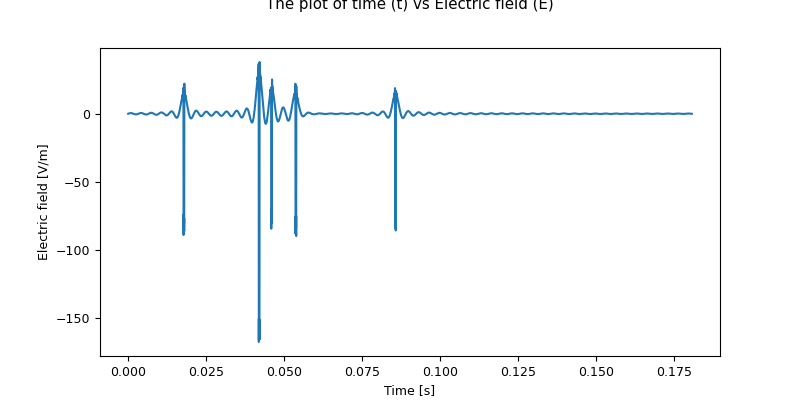 The plot of time (t) vs Electric field (E)
0
−50
−100
−150
Electric field [V/m]
0.000 0.025 0.050 0.075 0.100 0.125 0.150 0.175
Time [s]